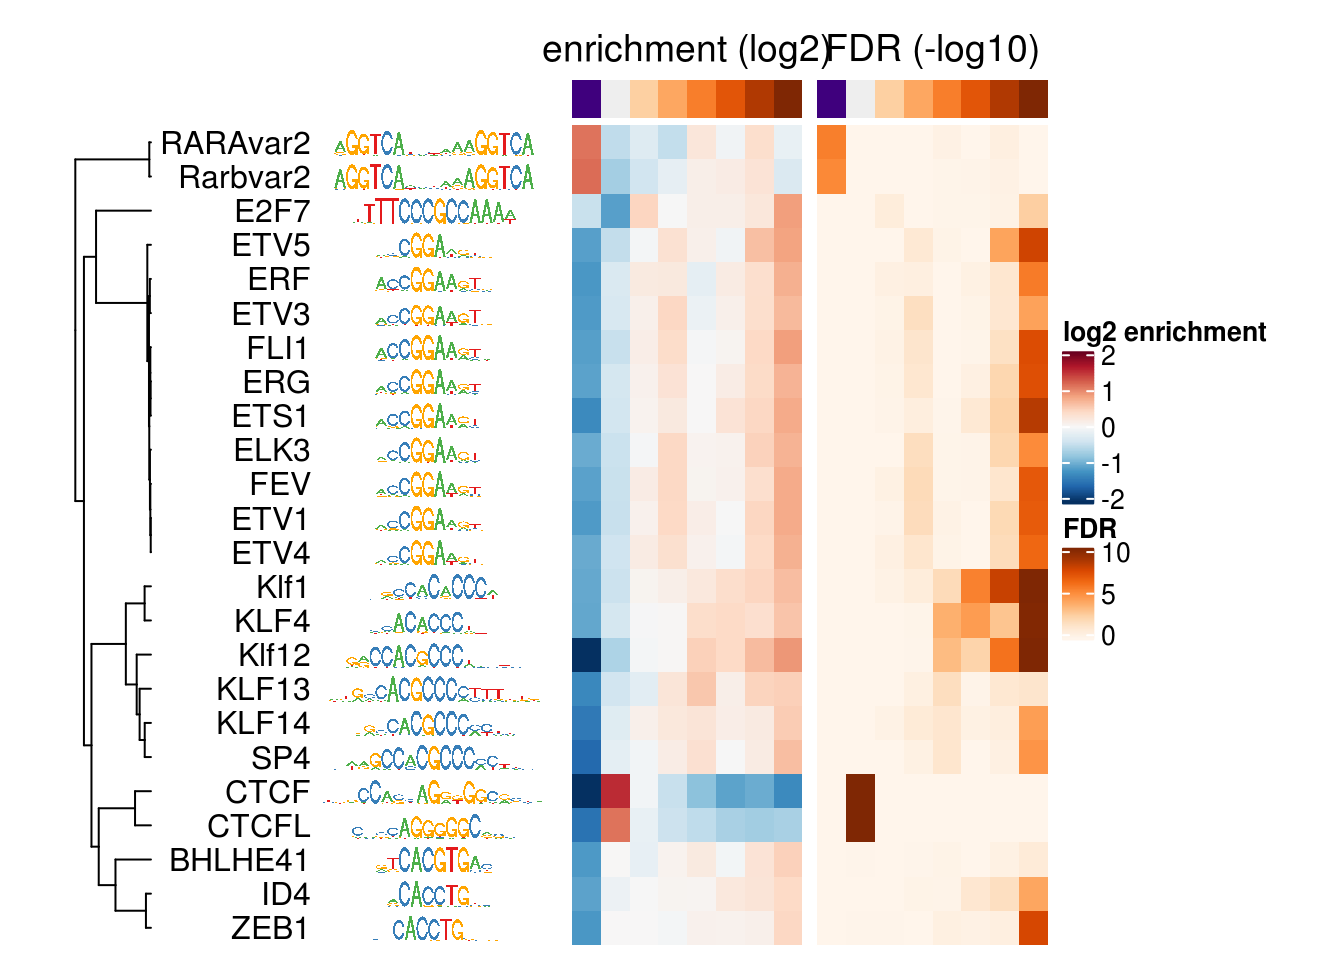 enrichment (log2) FDR (-log10)
RARAvar2
Rarbvar2
E2F7
ETV5
ERF
ETV3
FLI1
ERG
ETS1
ELK3
FEV
ETV1
ETV4
Klf1
KLF4
Klf12
KLF13
KLF14
SP4
CTCF
CTCFL
BHLHE41
ID4
ZEB1
log2 enrichment
2
1
0
-1
-2
FDR
10
5
0